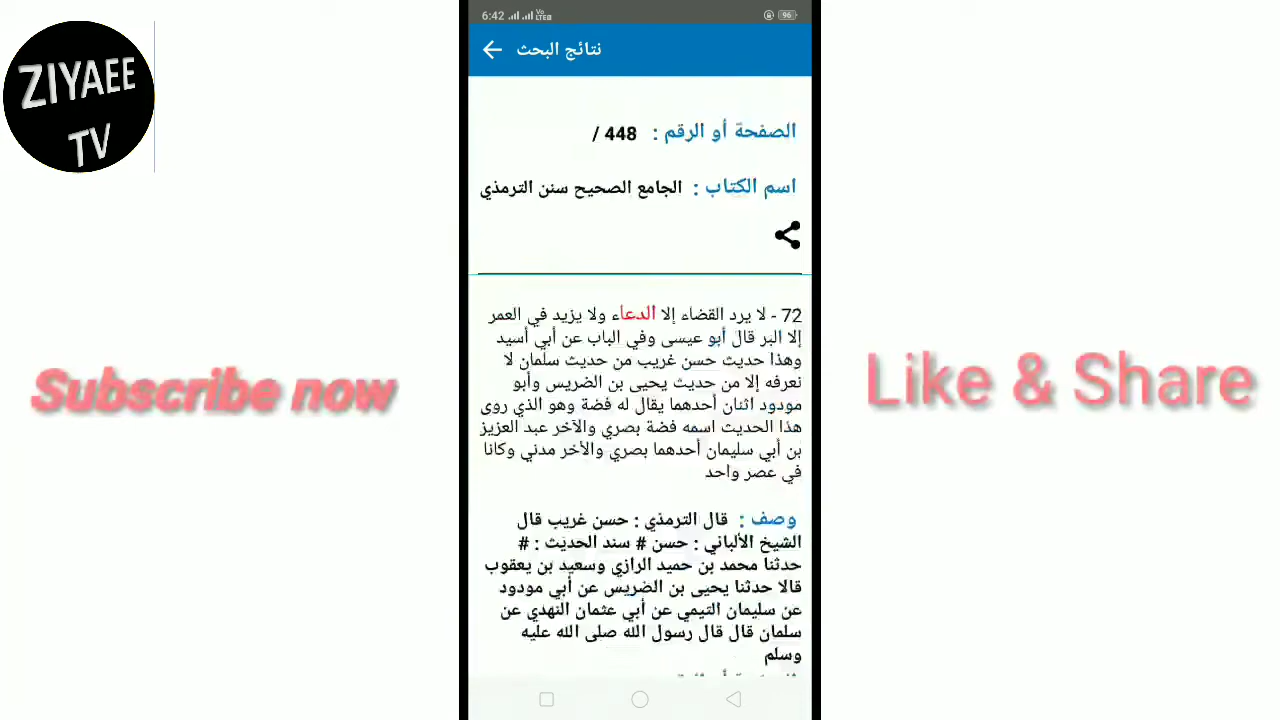 ZIYAEE
TV
6:42
Vo
LTE
96
نتائج البحث
الصفحة أو الرقم : 448 /
اسم الكتاب : الجامع الصحيح سنن الترمذي
72 - لا يرد القضاء إلا الدعاء ولا يزيد في العمر
إلا البر قال أبو عيسى وفي الباب عن أبي أسيد
وهذا حديث حسن غريب من حديث سلمان لا
نعرفه إلا من حديث يحيى بن الضريس وأبو
مودود اثنان أحدهما يقال له فضة وهو الذي روى
هذا الحديث اسمه فضة بصري والآخر عبد العزيز
بن أبي سليمان أحدهما بصري والأخر مدني وكانا
في عصر واحد
وصف : قال الترمذي : حسن غريب قال
الشيخ الألباني : حسن # سند الحديث : #
حدثنا محمد بن حميد الرازي وسعيد بن يعقوب
قالا حدثنا يحيى بن الضريس عن أبي مودود
عن سليمان التيمي عن أبي عثمان النهدي عن
سلمان قال قال رسول الله صلى الله عليه
وسلم
Subscribe now
Like & Share